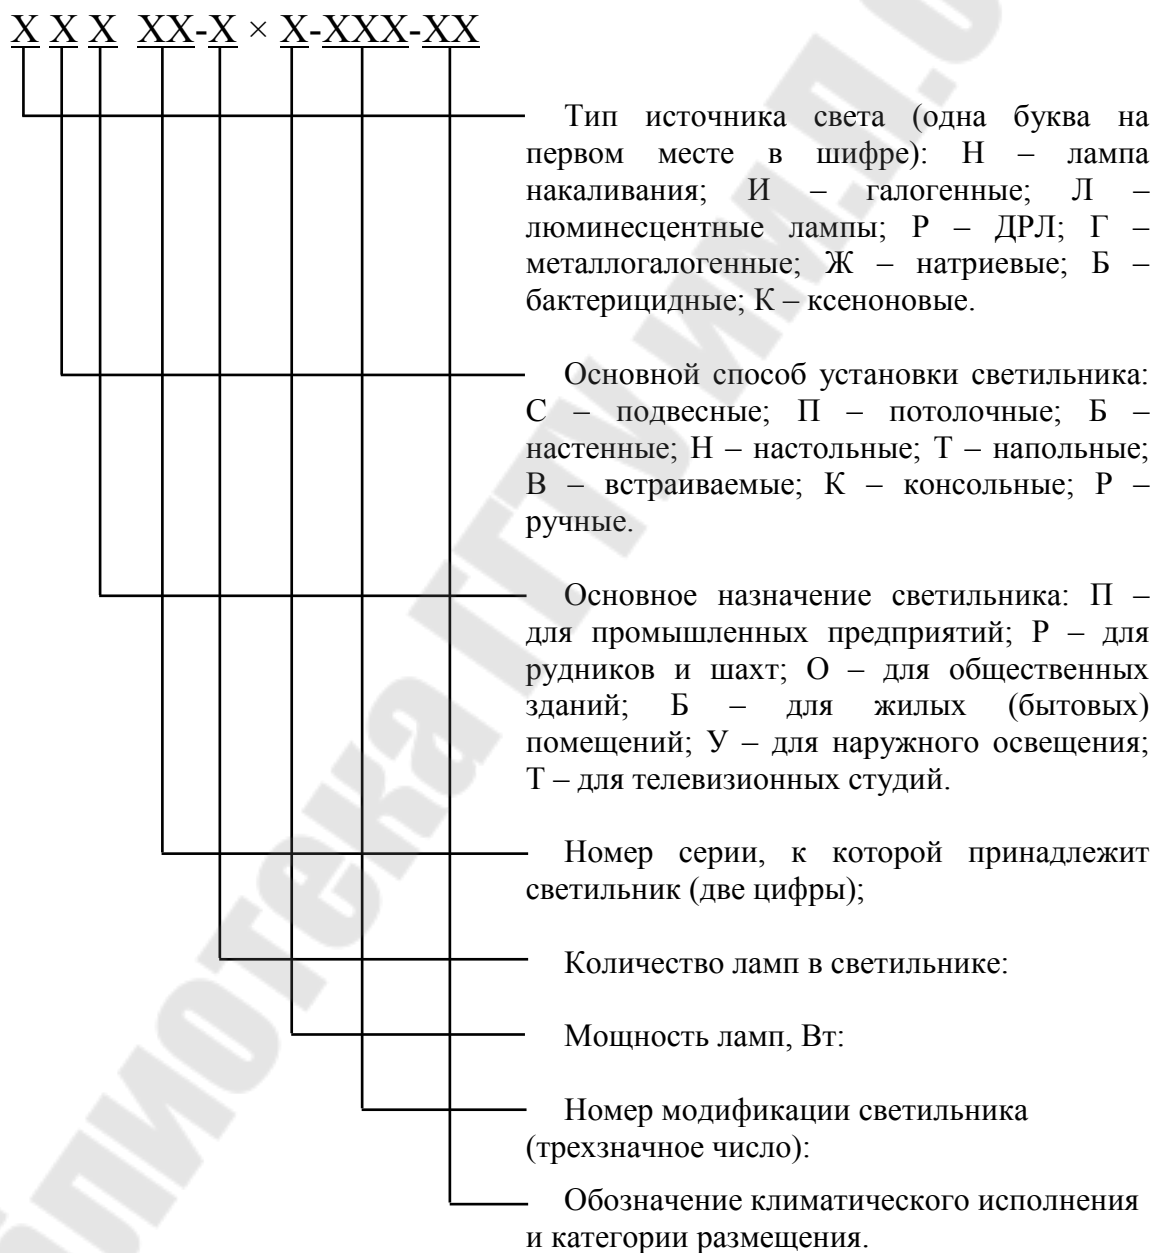 X X X XX-X × X-XXX-XX
Тип источника света (одна буква на
первом месте в шифре): Н – лампа
накаливания; И – галогенные; Л –
люминесцентные лампы; Р – ДРЛ; Г –
металлогалогенные; Ж – натриевые; Б –
бактерицидные; К – ксеноновые.
Основной способ установки светильника:
С – подвесные; П – потолочные; Б –
настенные; Н – настольные; Т – напольные;
В – встраиваемые; К – консольные; Р –
ручные.
Основное назначение светильника: П –
для промышленных предприятий; Р – для
рудников и шахт; О – для общественных
зданий; Б – для жилых (бытовых)
помещений; У – для наружного освещения;
Т – для телевизионных студий.
Номер серии, к которой принадлежит
светильник (две цифры);
Количество ламп в светильнике:
Мощность ламп, Вт:
Номер модификации светильника
(трехзначное число):
Обозначение климатического исполнения
и категории размещения.